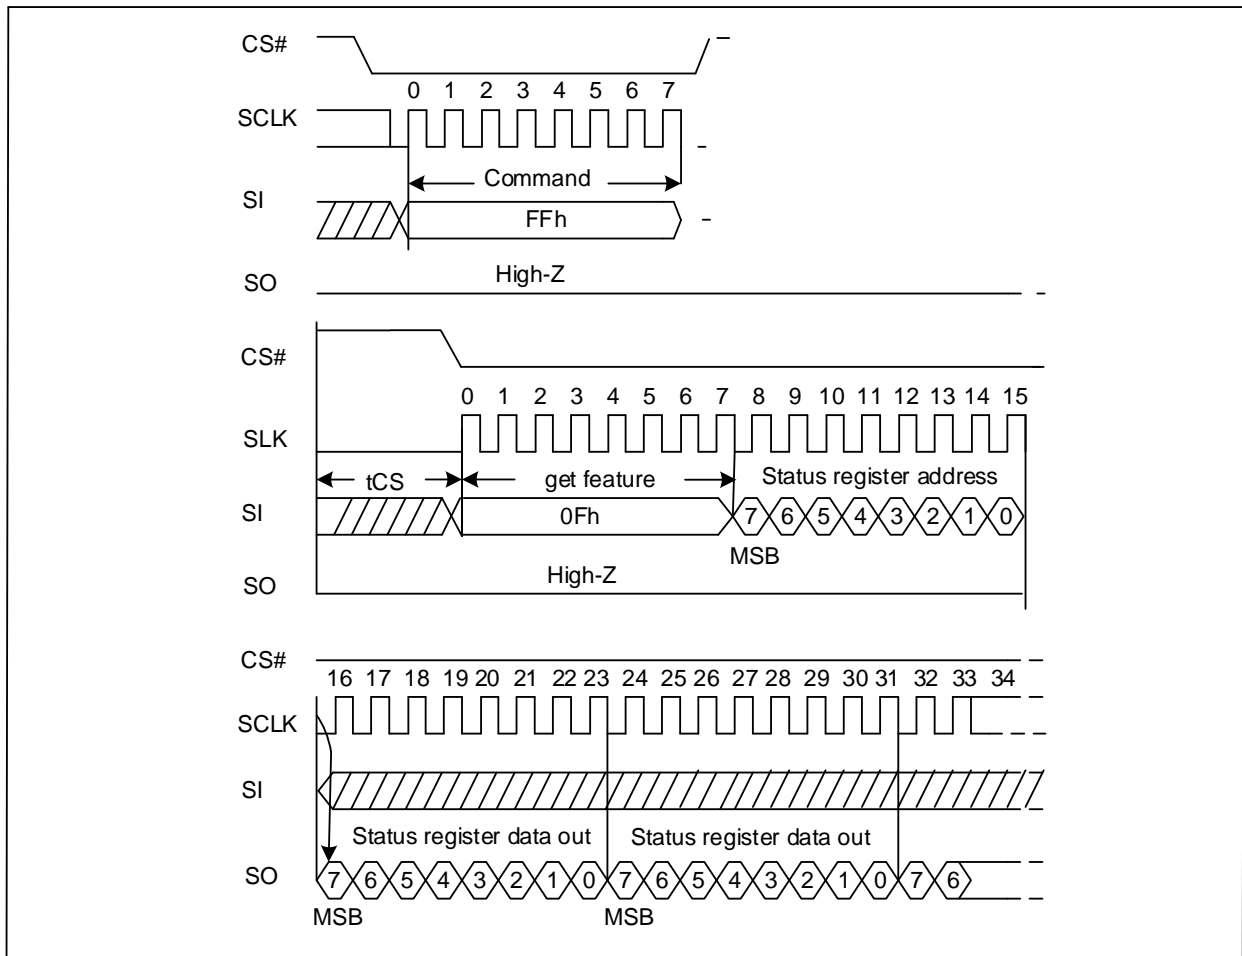 CS#
0 1 2 3 4 5 6 7
SCLK
Command
SI
FFh
High-Z
SO
CS#
0 1 2 3 4 5 6 7 8 9 10 11 12 13 14 15
SLK
tCS get feature Status register address
SI 0Fh 7 6 5 4 3 2 1 0
MSB
High-Z
SO
CS#
16 17 18 19 20 21 22 23 24 25 26 27 28 29 30 31 32 33 34
SCLK
SI
Status register data out Status register data out
SO 7 6 5 4 3 2 1 0 7 6 5 4 3 2 1 0 7 6
MSB MSB